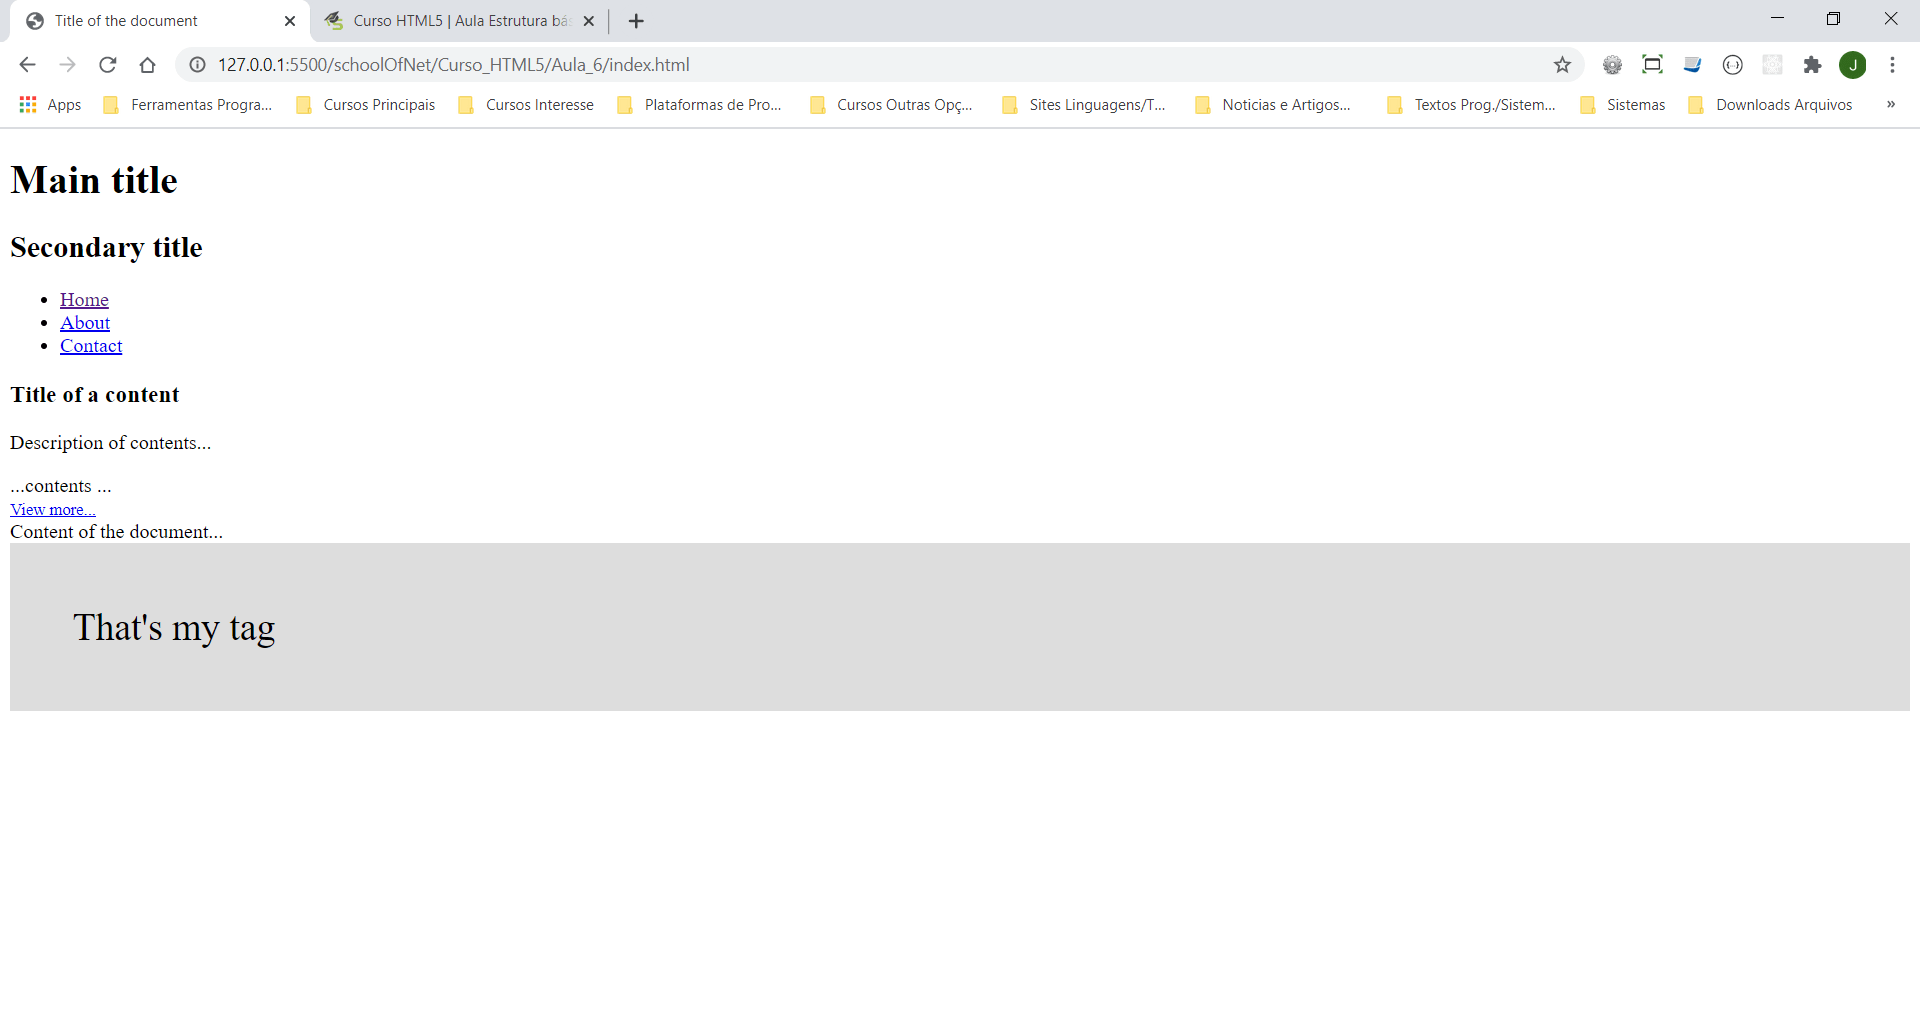 Title of the document
Curso HTML5 | Aula Estrutura bás
127.0.0.1:5500/schoolOfNet/Curso_HTML5/Aula_6/index.html
J
Apps Ferramentas Progra... Cursos Principais Cursos Interesse Plataformas de Pro... Cursos Outras Opç... Sites Linguagens/T... Noticias e Artigos... Textos Prog./Sistem... Sistemas Downloads Arquivos »
Main title
Secondary title
Home
About
Contact
Title of a content
Description of contents...
...contents ...
View more...
Content of the document...
That's my tag